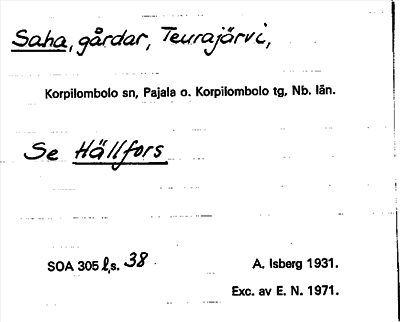 Saha, gårdar, Teurajärvi,
Korpilombolo sn, Pajala o. Korpilombolo tg, Nb. län.
Se Hällfors
SOA 305 l, s. 38 A. Isberg 1931.
Exc. av E. N. 1971.